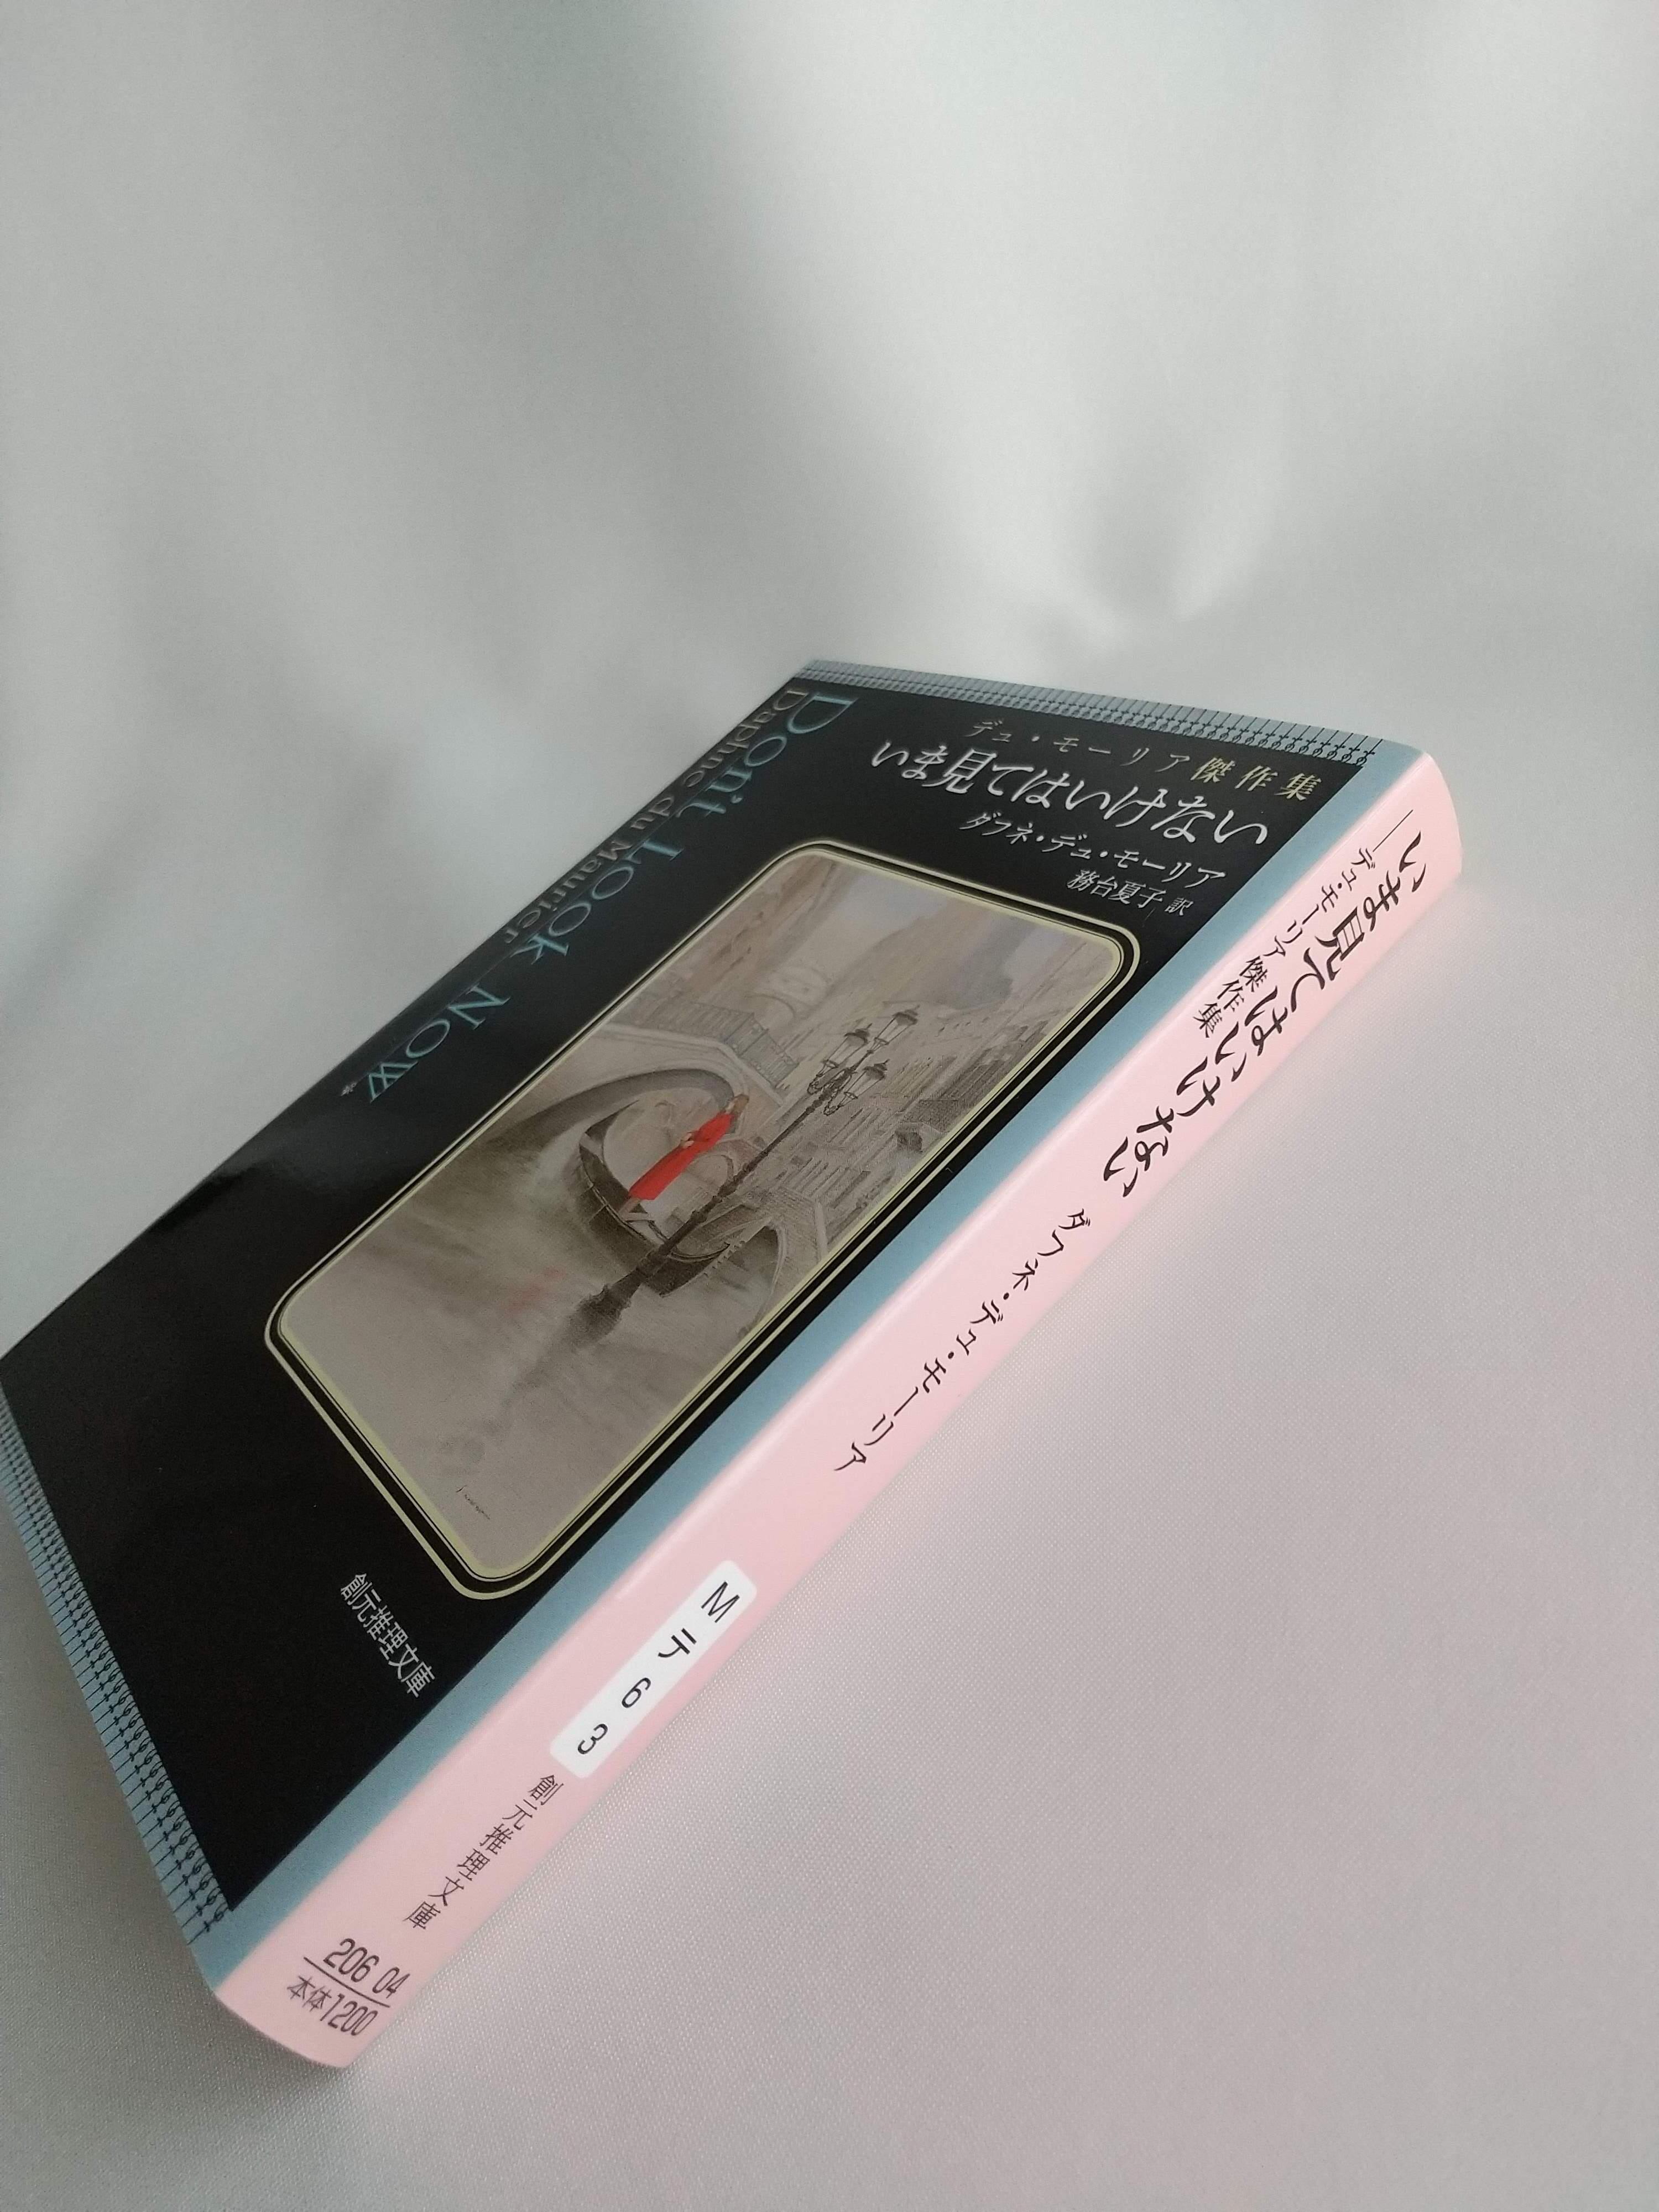 デュ・モーリア傑作集
いま見てはいけない
ダフネ・デュ・モーリア
務台夏子 訳
Don't Look Now
Daphne du Maurier
創元推理文庫
いま見てはいけない
―デュ・モーリア傑作集
ダフネ・デュ・モーリア
M テ 6 3
創元推理文庫
206 04
本体1200